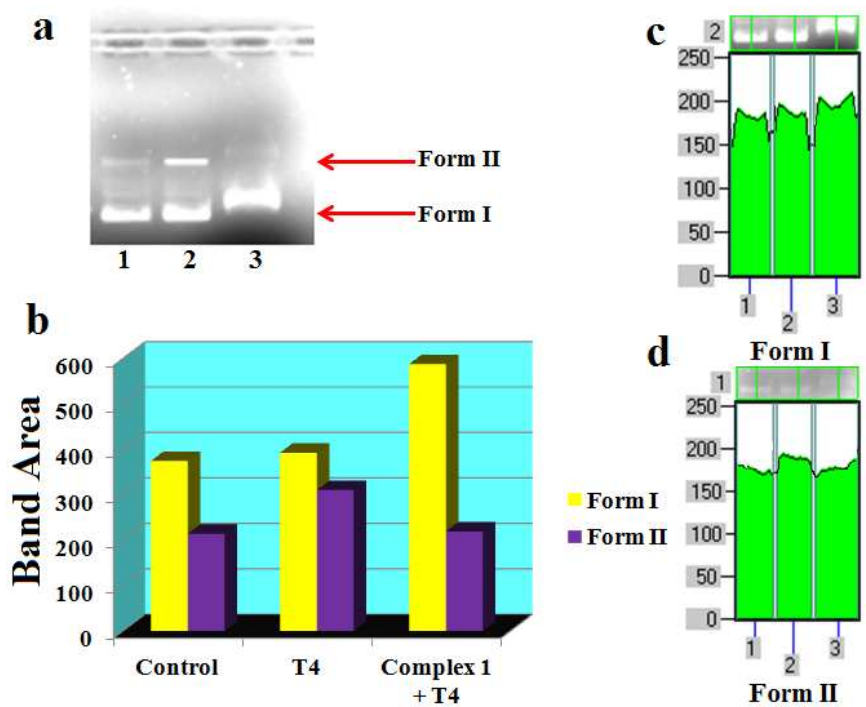 a
Form II
Form I
1 2 3
b
Band Area
600
500
400
300
200
100
0
Control T4 Complex 1
+ T4
Form I
Form II
c
2
250
200
150
100
50
0
1 2 3
Form I
d
1
250
200
150
100
50
0
1 2 3
Form II